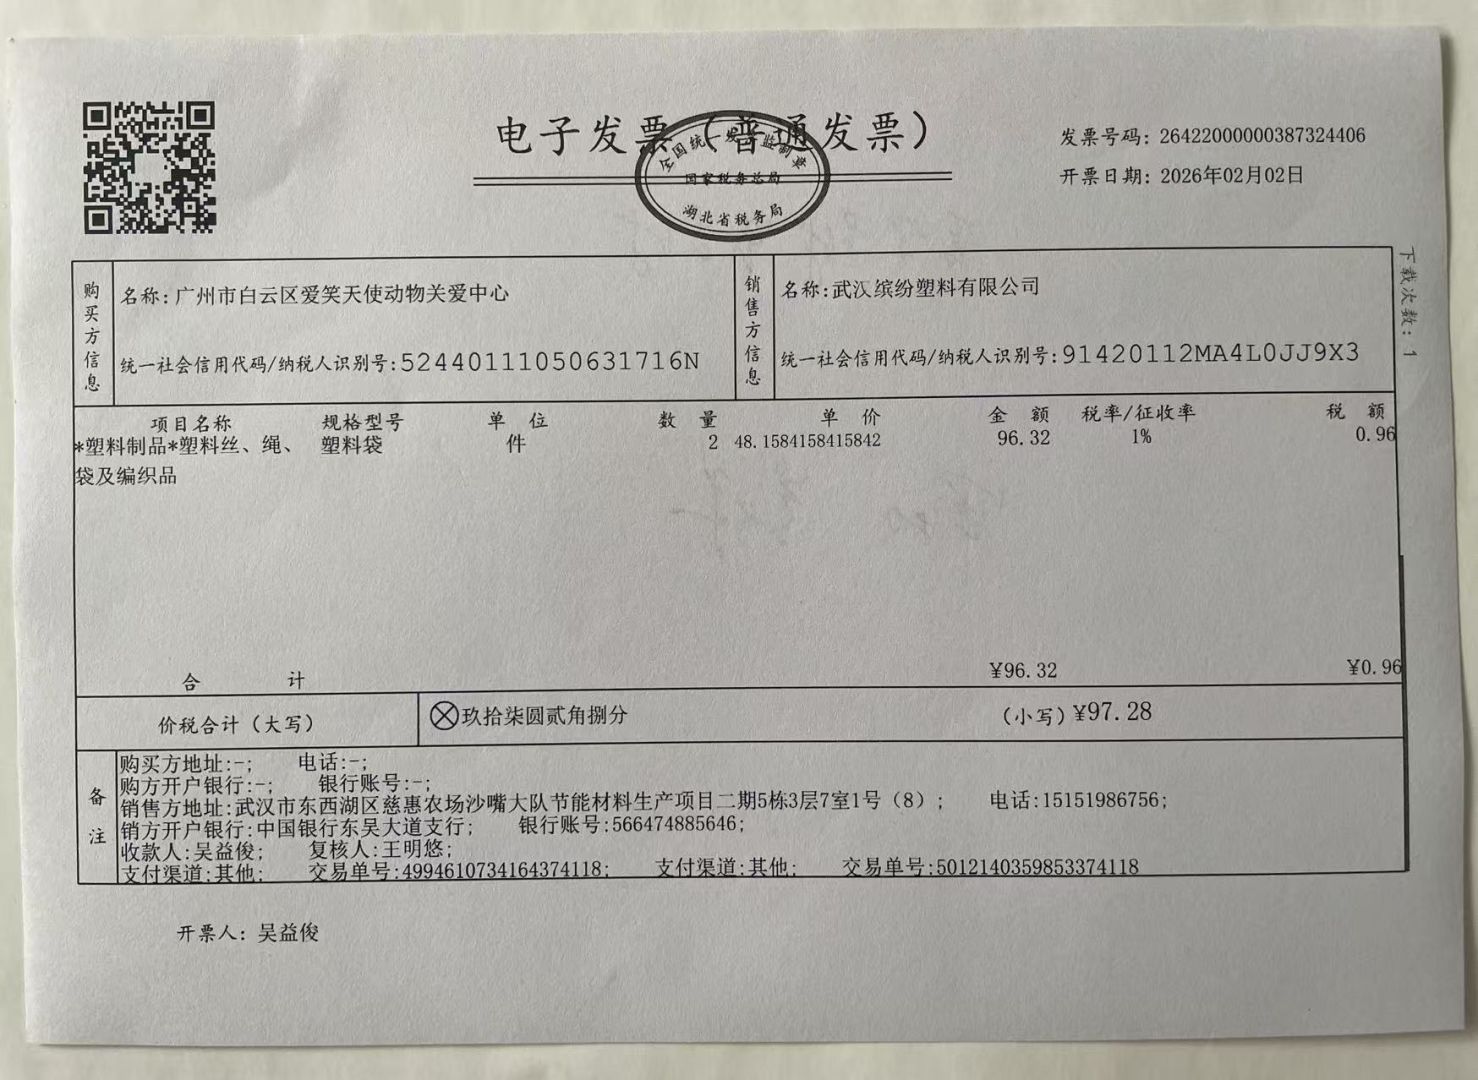 电子发票（普通发票）
全国统一发票监制章
国家税务总局
湖北省税务局
发票号码：26422000000387324406
开票日期：2026年02月02日
下载次数：1
购买方信息
名称：广州市白云区爱笑天使动物关爱中心
统一社会信用代码/纳税人识别号：52440111050631716N
销售方信息
名称：武汉缤纷塑料有限公司
统一社会信用代码/纳税人识别号：91420112MA4L0JJ9X3
项目名称 规格型号 单位 数量 单价 金额 税率/征收率 税额
*塑料制品*塑料丝、绳、 塑料袋 件 2 48.1584158415842 96.32 1% 0.96
袋及编织品
合计 ¥96.32 ¥0.96
价税合计（大写） ⊗玖拾柒圆贰角捌分 （小写）¥97.28
备注
购买方地址:-; 电话:-;
购方开户银行:-; 银行账号:-;
销售方地址:武汉市东西湖区慈惠农场沙嘴大队节能材料生产项目二期5栋3层7室1号（8）; 电话:15151986756;
销方开户银行:中国银行东吴大道支行; 银行账号:566474885646;
收款人:吴益俊; 复核人:王明悠;
支付渠道:其他; 交易单号:4994610734164374118; 支付渠道:其他; 交易单号:5012140359853374118
开票人：吴益俊